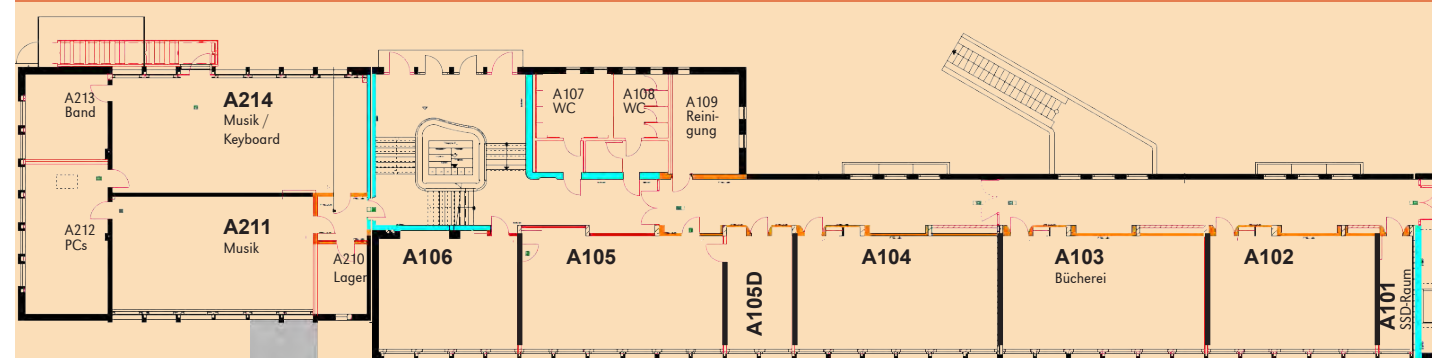 A213
Band
A214
Musik /
Keyboard
A107
WC
A108
WC
A109
Reini-
gung
A212
PCs
A211
Musik
A210
Lager
A106
A105
A105D
A104
A103
Bücherei
A102
A101
SSD-Raum